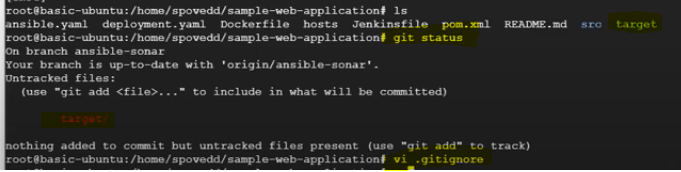 root@basic-ubuntu:/home/spovedd/sample-web-application# ls
ansible.yaml deployment.yaml Dockerfile hosts Jenkinsfile pom.xml README.md src target
root@basic-ubuntu:/home/spovedd/sample-web-application# git status
On branch ansible-sonar
Your branch is up-to-date with 'origin/ansible-sonar'.
Untracked files:
(use "git add <file>..." to include in what will be committed)
target/
nothing added to commit but untracked files present (use "git add" to track)
root@basic-ubuntu:/home/spovedd/sample-web-application# vi .gitignore